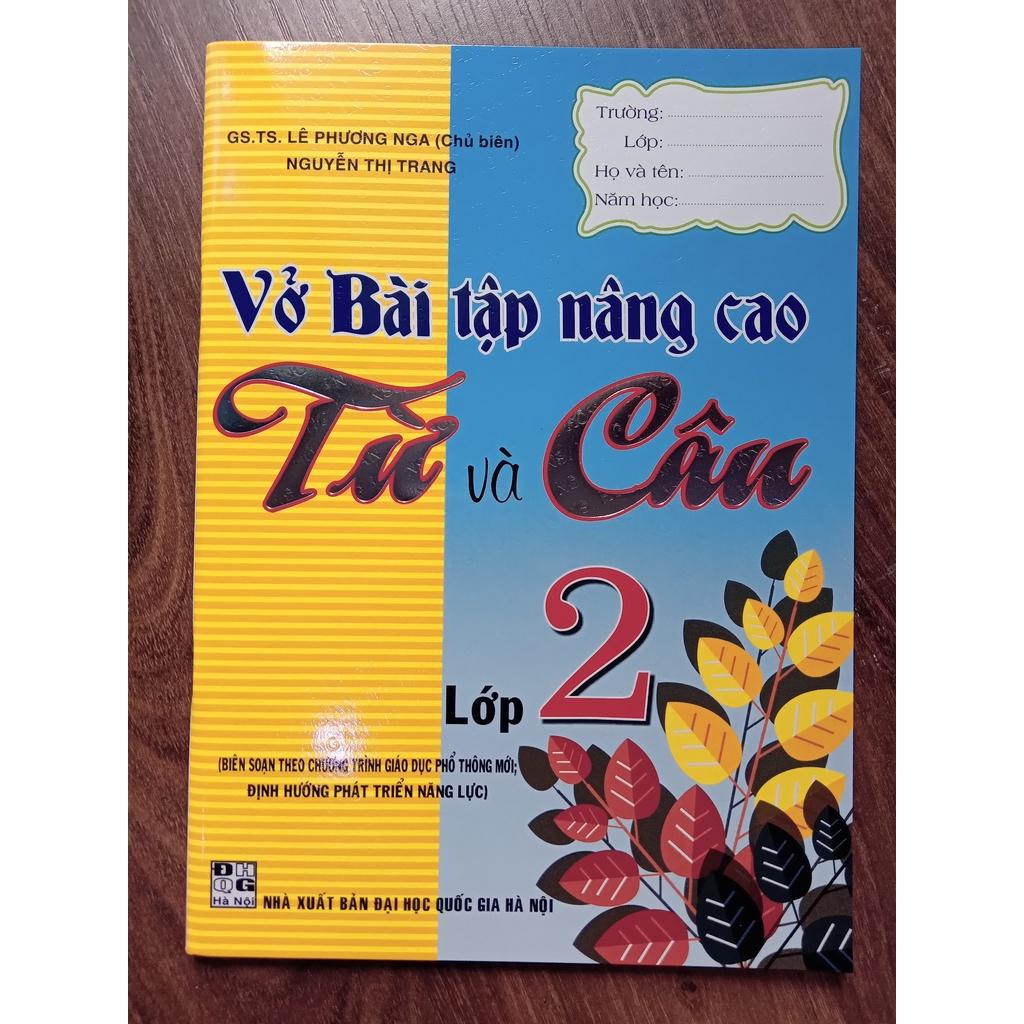 GS.TS. LÊ PHƯƠNG NGA (Chủ biên)
NGUYỄN THỊ TRANG
Trường:
Lớp:
Họ và tên:
Năm học:
Vở Bài tập nâng cao
Từ và Câu
Lớp 2
(BIÊN SOẠN THEO CHƯƠNG TRÌNH GIÁO DỤC PHỔ THÔNG MỚI;
ĐỊNH HƯỚNG PHÁT TRIỂN NĂNG LỰC)
ĐH
QG
Hà Nội
NHÀ XUẤT BẢN ĐẠI HỌC QUỐC GIA HÀ NỘI